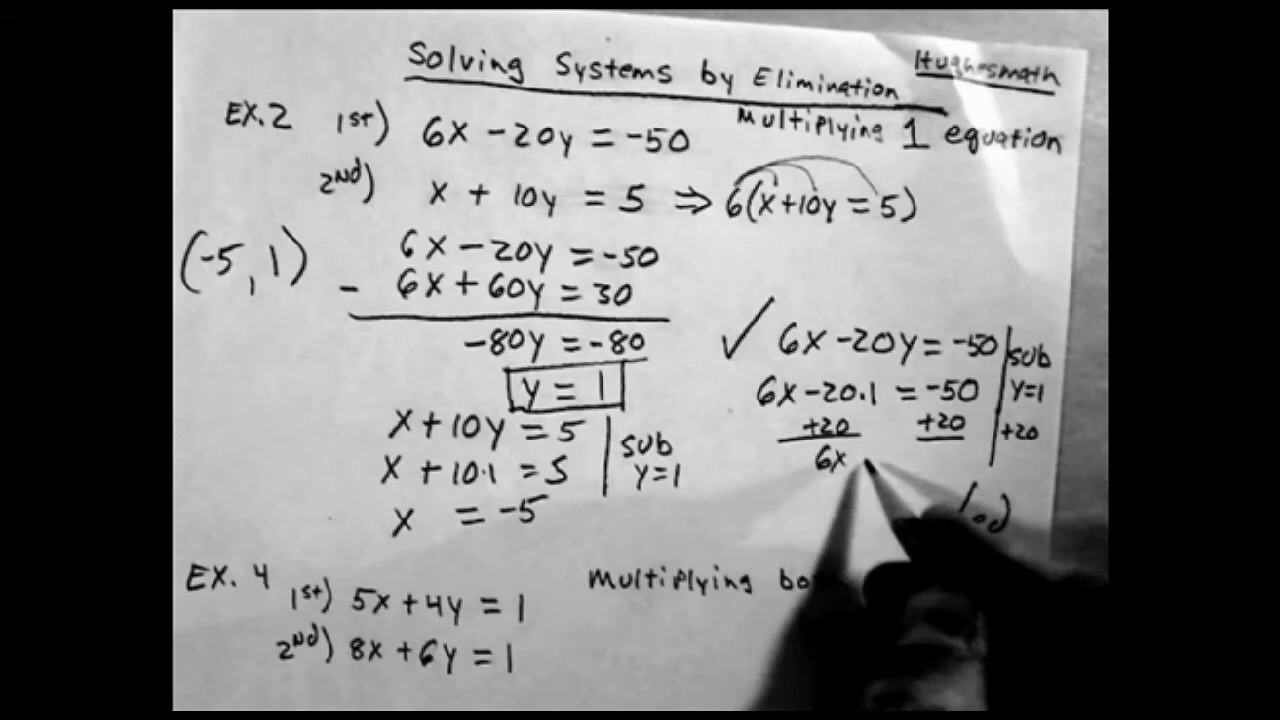 Solving Systems by Elimination Hughesmath
Multiplying 1 equation
EX.2 1st) 6x -20y = -50
2nd) x + 10y = 5 ⇒ 6(x+10y = 5)
(-5, 1)
6x - 20y = -50
- 6x + 60y = 30
-80y = -80
y = 1
x + 10y = 5 | sub
x + 10·1 = 5 | y=1
x = -5
✓ 6x -20y = -50 | sub
6x -20·1 = -50 | y=1
+20 +20 | +20
6x
EX. 4 multiplying
1st) 5x + 4y = 1
2nd) 8x + 6y = 1